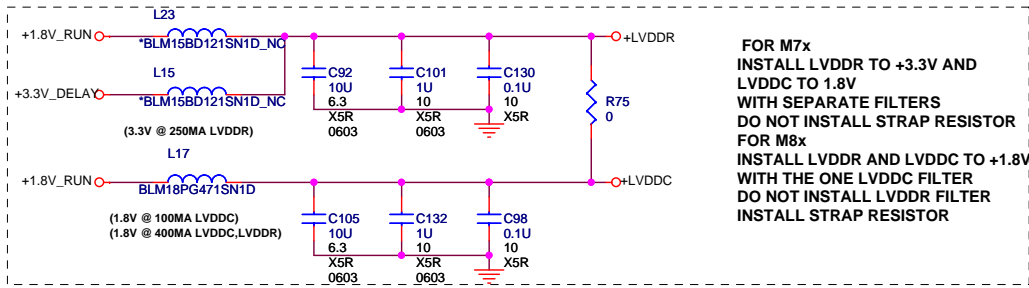 L23
+1.8V_RUN
*BLM15BD121SN1D_NC
+LVDDR
L15
+3.3V_DELAY
*BLM15BD121SN1D_NC
(3.3V @ 250MA LVDDR)
C92
10U
6.3
X5R
0603
C101
1U
10
X5R
0603
C130
0.1U
10
X5R
R75
0
L17
+1.8V_RUN
BLM18PG471SN1D
+LVDDC
(1.8V @ 100MA LVDDC)
(1.8V @ 400MA LVDDC,LVDDR)
C105
10U
6.3
X5R
0603
C132
1U
10
X5R
0603
C98
0.1U
10
X5R
FOR M7x
INSTALL LVDDR TO +3.3V AND
LVDDC TO 1.8V
WITH SEPARATE FILTERS
DO NOT INSTALL STRAP RESISTOR
FOR M8x
INSTALL LVDDR AND LVDDC TO +1.8V
WITH THE ONE LVDDC FILTER
DO NOT INSTALL LVDDR FILTER
INSTALL STRAP RESISTOR